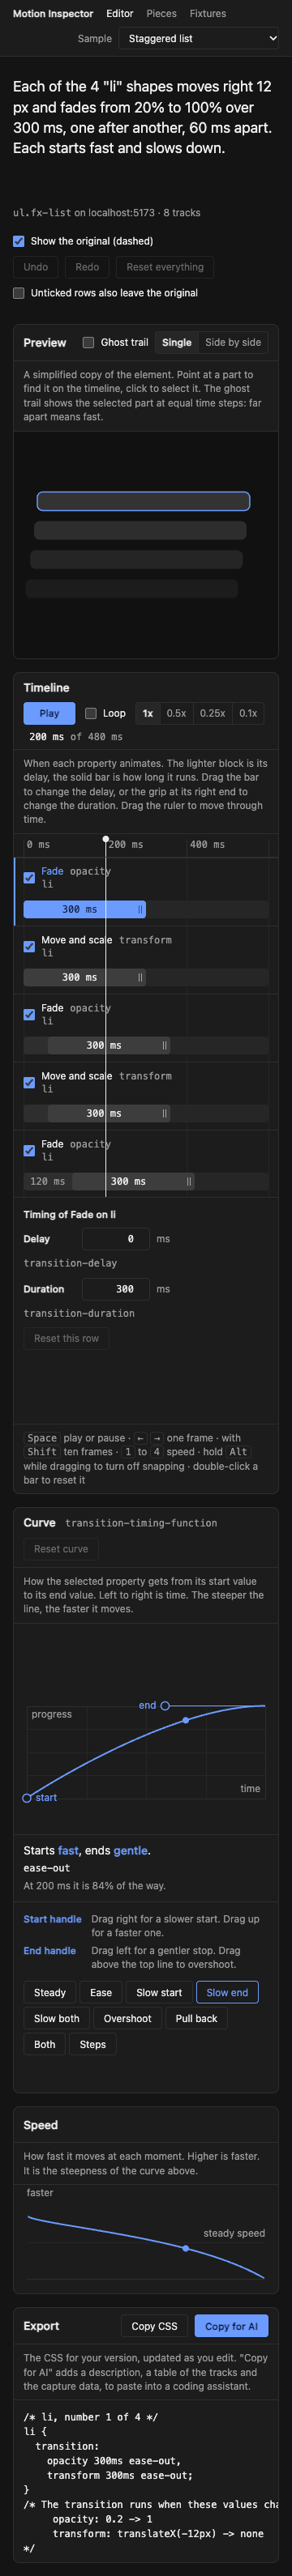 Motion Inspector Editor Pieces Fixtures
Sample Staggered list
Each of the 4 "li" shapes moves right 12
px and fades from 20% to 100% over
300 ms, one after another, 60 ms apart.
Each starts fast and slows down.
ul.fx-list on localhost:5173 · 8 tracks
Show the original (dashed)
Undo Redo Reset everything
Unticked rows also leave the original
Preview Ghost trail Single Side by side
A simplified copy of the element. Point at a part to
find it on the timeline, click to select it. The ghost
trail shows the selected part at equal time steps: far
apart means fast.
Timeline
Play Loop 1x 0.5x 0.25x 0.1x
200 ms of 480 ms
When each property animates. The lighter block is its
delay, the solid bar is how long it runs. Drag the bar
to change the delay, or the grip at its right end to
change the duration. Drag the ruler to move through
time.
0 ms 200 ms 400 ms
Fade opacity
li
300 ms
Move and scale transform
li
300 ms
Fade opacity
li
300 ms
Move and scale transform
li
300 ms
Fade opacity
li
120 ms 300 ms
Timing of Fade on li
Delay 0 ms
transition-delay
Duration 300 ms
transition-duration
Reset this row
Space play or pause · ← → one frame · with
Shift ten frames · 1 to 4 speed · hold Alt
while dragging to turn off snapping · double-click a
bar to reset it
Curve transition-timing-function
Reset curve
How the selected property gets from its start value
to its end value. Left to right is time. The steeper the
line, the faster it moves.
end
progress
time
start
Starts fast, ends gentle.
ease-out
At 200 ms it is 84% of the way.
Start handle Drag right for a slower start. Drag up
for a faster one.
End handle Drag left for a gentler stop. Drag
above the top line to overshoot.
Steady Ease Slow start Slow end
Slow both Overshoot Pull back
Both Steps
Speed
How fast it moves at each moment. Higher is faster.
It is the steepness of the curve above.
faster
steady speed
Export Copy CSS Copy for AI
The CSS for your version, updated as you edit. "Copy
for AI" adds a description, a table of the tracks and
the capture data, to paste into a coding assistant.
/* li, number 1 of 4 */
li {
transition:
opacity 300ms ease-out,
transform 300ms ease-out;
}
/* The transition runs when these values cha
opacity: 0.2 -> 1
transform: translateX(-12px) -> none
*/